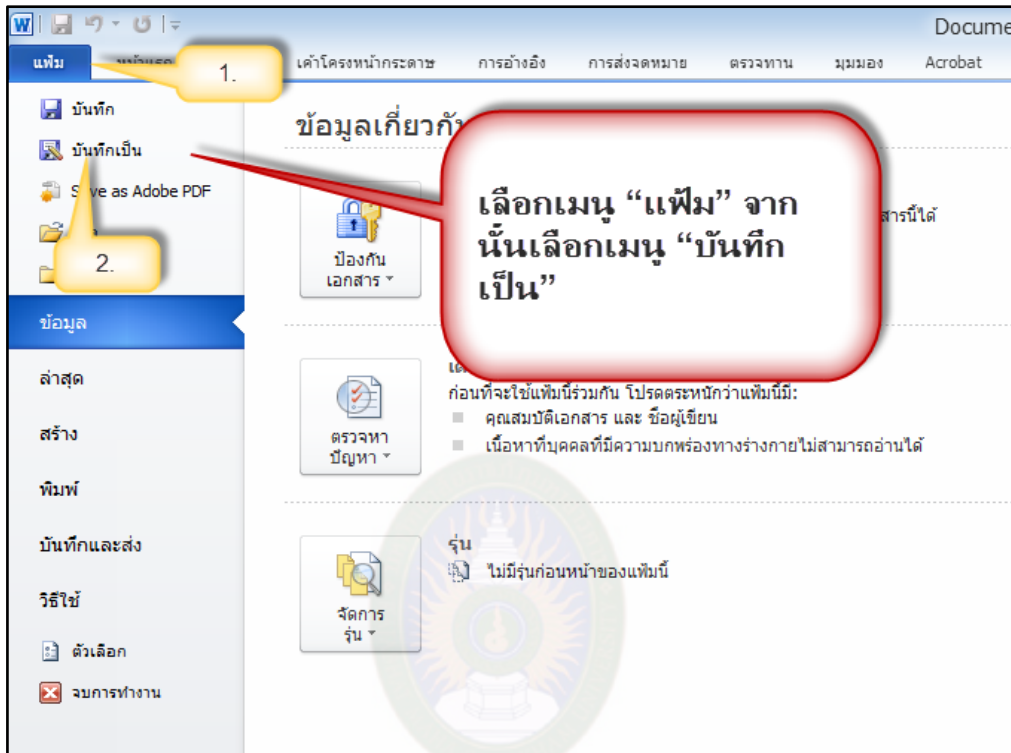 Docume
แฟ้ม
เค้าโครงหน้ากระดาษ การอ้างอิง การส่งจดหมาย ตรวจทาน มุมมอง Acrobat
1.
บันทึก
บันทึกเป็น
Save as Adobe PDF
2.
ข้อมูล
ล่าสุด
สร้าง
พิมพ์
บันทึกและส่ง
วิธีใช้
ตัวเลือก
จบการทำงาน
ข้อมูลเกี่ยวกับ
เลือกเมนู “แฟ้ม” จาก
นั้นเลือกเมนู “บันทึก
เป็น”
สารนี้ได้
ป้องกัน
เอกสาร
ก่อนที่จะใช้แฟ้มนี้ร่วมกัน โปรดตระหนักว่าแฟ้มนี้มี:
คุณสมบัติเอกสาร และ ชื่อผู้เขียน
เนื้อหาที่บุคคลที่มีความบกพร่องทางร่างกายไม่สามารถอ่านได้
ตรวจหา
ปัญหา
รุ่น
ไม่มีรุ่นก่อนหน้าของแฟ้มนี้
จัดการ
รุ่น